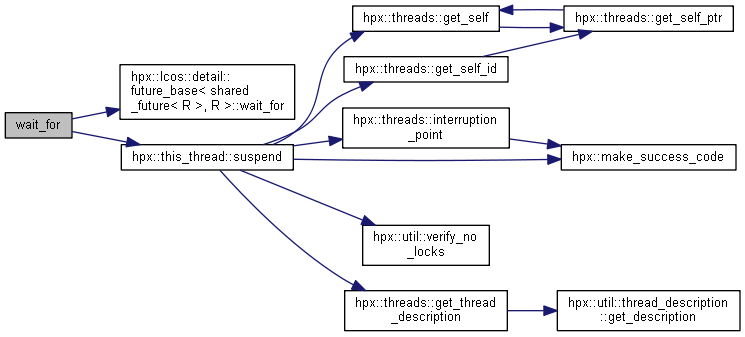 wait_for
hpx::lcos::detail::
future_base< shared
_future< R >, R >::wait_for
hpx::this_thread::suspend
hpx::threads::get_self
hpx::threads::get_self_ptr
hpx::threads::get_self_id
hpx::threads::interruption
_point
hpx::make_success_code
hpx::util::verify_no
_locks
hpx::threads::get_thread
_description
hpx::util::thread_description
::get_description